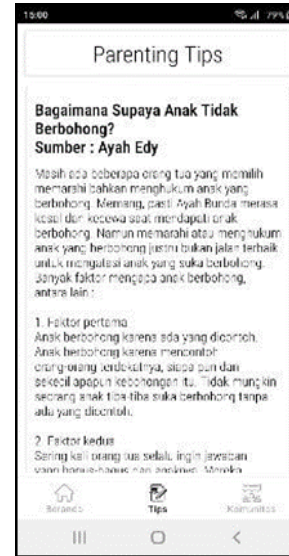 15:00
79%
Parenting Tips
Bagaimana Supaya Anak Tidak
Berbohong?
Sumber : Ayah Edy
Masih ada beberapa orang tua yang memilih
memarahi bahkan menghukum anak yang
berbohong. Memang, pasti Ayah Bunda merasa
kesal dan kecewa saat mendapati anak
berbohong. Namun memarahi atau menghukum
anak yang berbohong justru bukan jalan terbaik
untuk mengatasi anak yang suka berbohong.
Banyak faktor mengapa anak berbohong,
antara lain :
1. Faktor pertama
Anak berbohong karena ada yang dicontoh.
Anak berbohong karena mencontoh
orang-orang terdekatnya, siapa pun dan
sekecil apapun kebohongan itu. Tidak mungkin
seorang anak tiba-tiba suka berbohong tanpa
ada yang dicontoh.
2. Faktor kedua
Sering kali orang tua selalu ingin jawaban
yang bagus-bagus dari anaknya. Mereka
Beranda
Tips
Komunitas